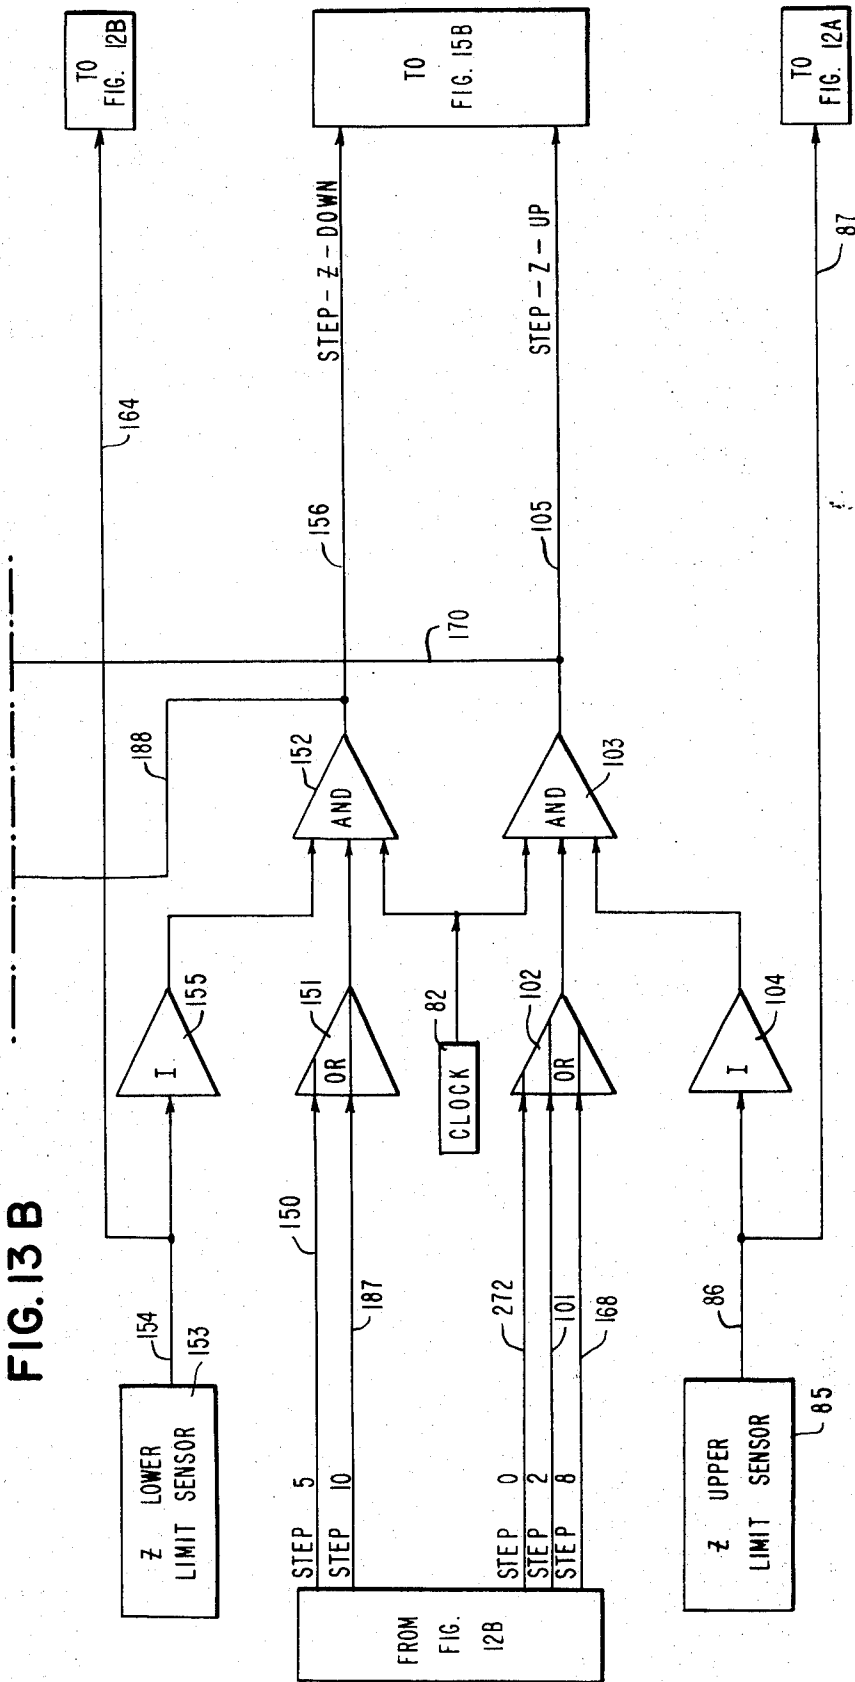 FIG. 13 B
Z LOWER
LIMIT SENSOR
153
154
164
TO
FIG. 12B
I
155
188
STEP 5
150
STEP 10
187
OR
151
AND
152
156
STEP-Z-DOWN
TO
FIG. 15B
170
CLOCK
82
FROM
FIG.
12B
STEP 0
272
STEP 2
101
STEP 8
168
OR
102
AND
103
105
STEP-Z-UP
Z UPPER
LIMIT SENSOR
85
86
I
104
87
TO
FIG. 12A